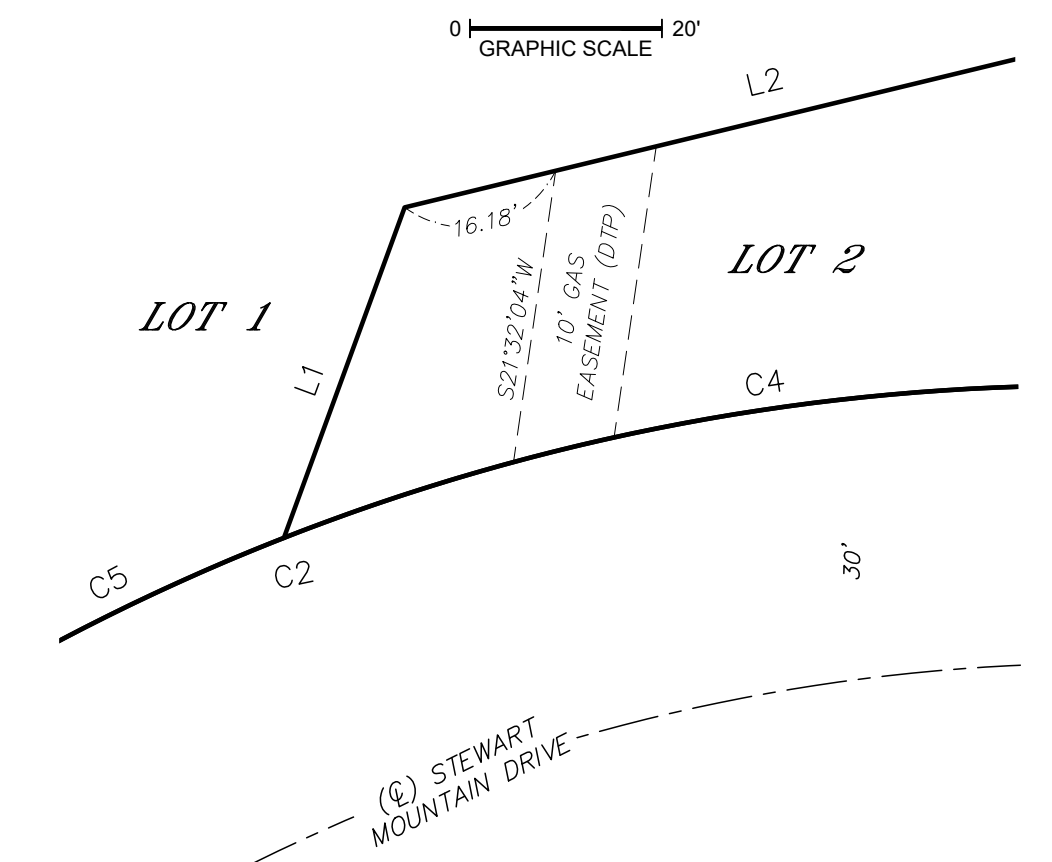 0 20'
GRAPHIC SCALE
L2
16.18'
LOT 2
S21°32'04"W
10' GAS
EASEMENT (DTP)
LOT 1
L1
C4
C5
C2
30'
(℄) STEWART
MOUNTAIN DRIVE